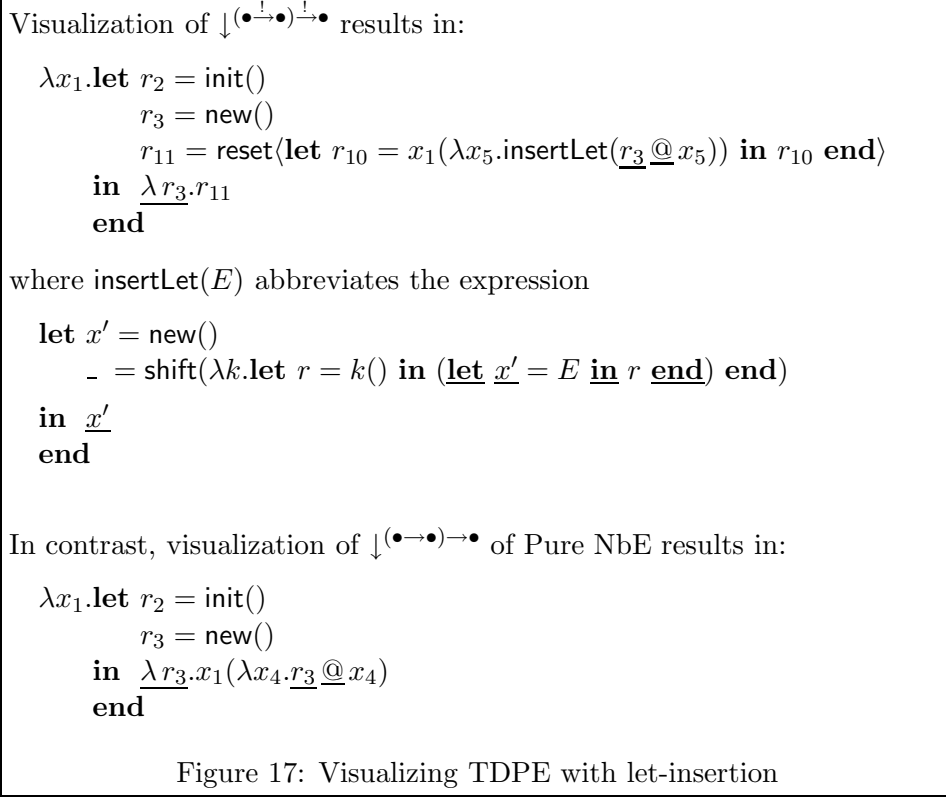 Visualization of ↓^{(• →! •) →! •} results in:
λx₁.let r₂ = init()
r₃ = new()
r₁₁ = reset⟨let r₁₀ = x₁(λx₅.insertLet(r₃ @ x₅)) in r₁₀ end⟩
in λ r₃.r₁₁
end
where insertLet(E) abbreviates the expression
let x′ = new()
_ = shift(λk.let r = k() in (let x′ = E in r end) end)
in x′
end
In contrast, visualization of ↓^{(•→•)→•} of Pure NbE results in:
λx₁.let r₂ = init()
r₃ = new()
in λ r₃.x₁(λx₄.r₃ @ x₄)
end
Figure 17: Visualizing TDPE with let-insertion